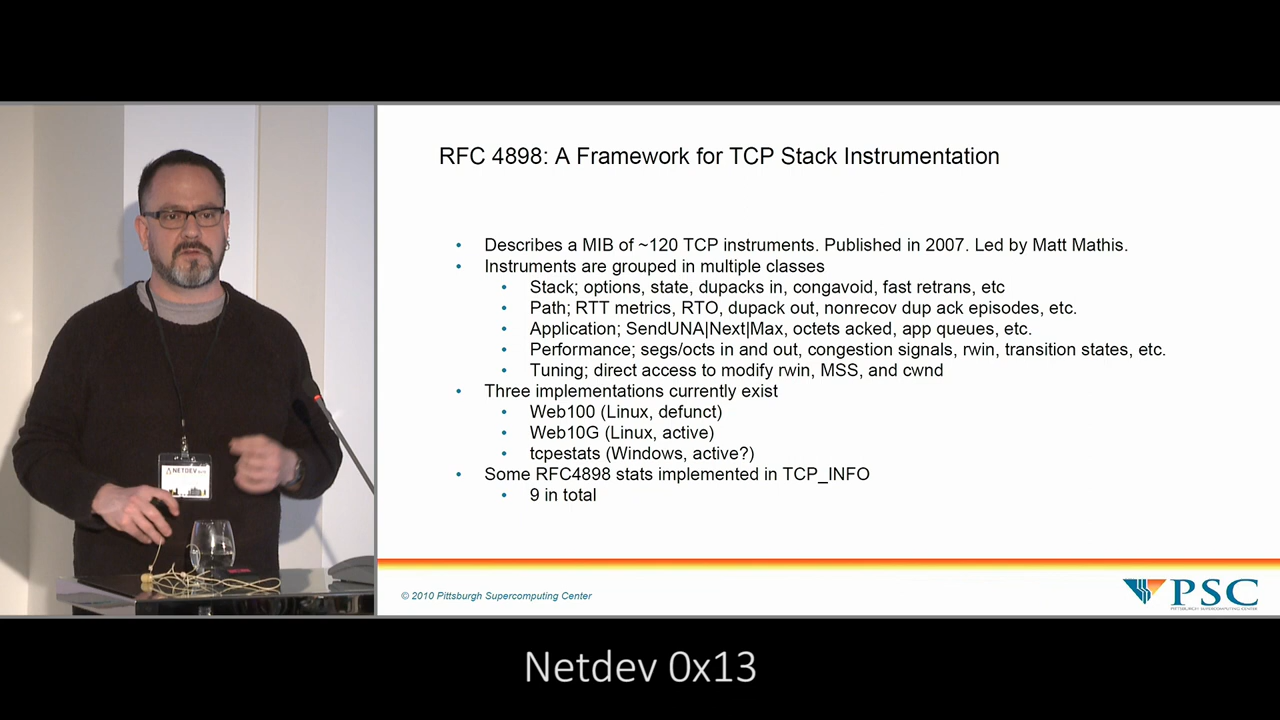 RFC 4898: A Framework for TCP Stack Instrumentation
• Describes a MIB of ~120 TCP instruments. Published in 2007. Led by Matt Mathis.
• Instruments are grouped in multiple classes
• Stack; options, state, dupacks in, congavoid, fast retrans, etc
• Path; RTT metrics, RTO, dupack out, nonrecov dup ack episodes, etc.
• Application; SendUNA|Next|Max, octets acked, app queues, etc.
• Performance; segs/octs in and out, congestion signals, rwin, transition states, etc.
• Tuning; direct access to modify rwin, MSS, and cwnd
• Three implementations currently exist
• Web100 (Linux, defunct)
• Web10G (Linux, active)
• tcpestats (Windows, active?)
• Some RFC4898 stats implemented in TCP_INFO
• 9 in total
NETDEV
© 2010 Pittsburgh Supercomputing Center
PSC
PITTSBURGH SUPERCOMPUTING CENTER
Netdev 0x13